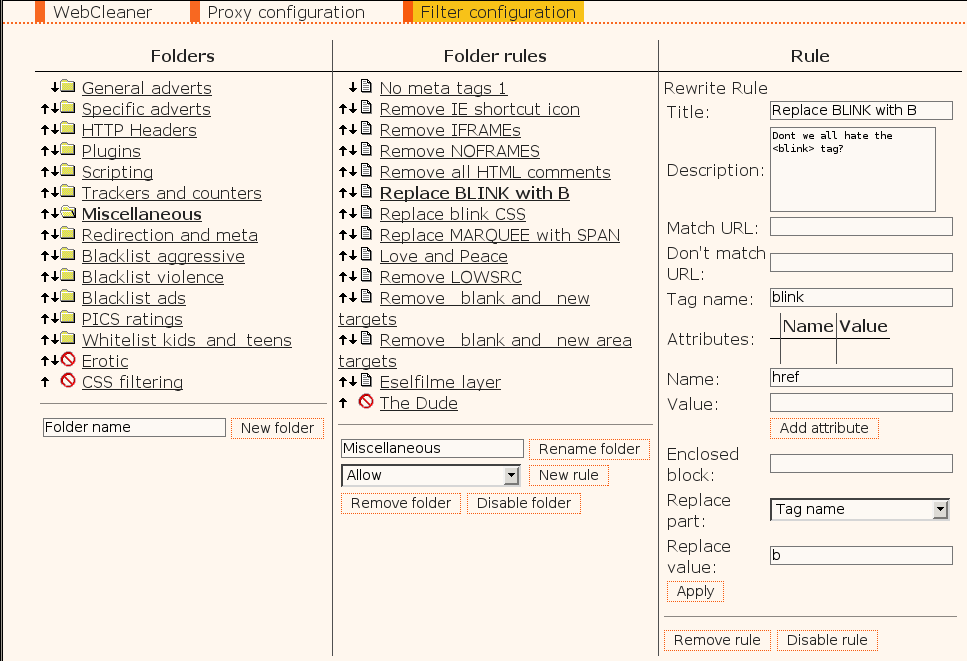 WebCleaner Proxy configuration Filter configuration
Folders
General adverts
Specific adverts
HTTP Headers
Plugins
Scripting
Trackers and counters
Miscellaneous
Redirection and meta
Blacklist aggressive
Blacklist violence
Blacklist ads
PICS ratings
Whitelist kids_and_teens
Erotic
CSS filtering
Folder name New folder
Folder rules
No meta tags 1
Remove IE shortcut icon
Remove IFRAMEs
Remove NOFRAMES
Remove all HTML comments
Replace BLINK with B
Replace blink CSS
Replace MARQUEE with SPAN
Love and Peace
Remove LOWSRC
Remove _blank and _new
targets
Remove _blank and _new area
targets
Eselfilme layer
The Dude
Miscellaneous Rename folder
Allow New rule
Remove folder Disable folder
Rule
Rewrite Rule
Title: Replace BLINK with B
Description: Dont we all hate the
<blink> tag?
Match URL:
Don't match
URL:
Tag name: blink
Attributes: Name Value
Name: href
Value:
Add attribute
Enclosed
block:
Replace
part: Tag name
Replace
value: b
Apply
Remove rule Disable rule